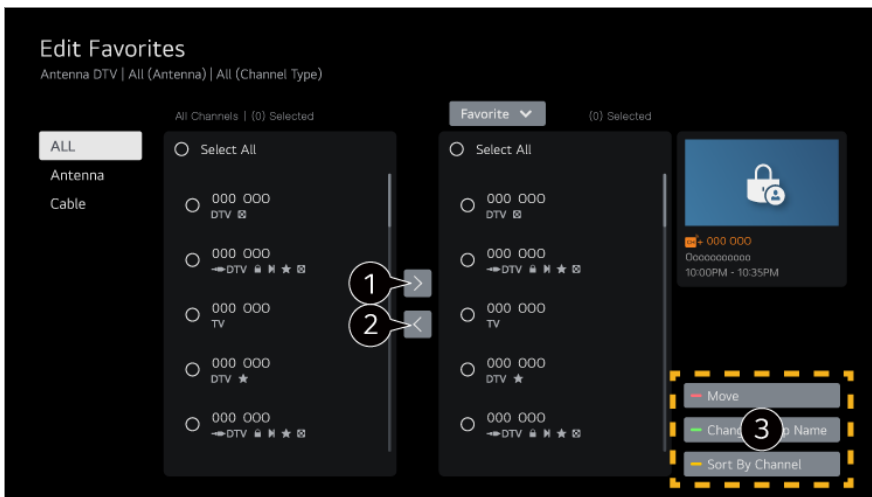 Edit Favorites
Antenna DTV | All (Antenna) | All (Channel Type)
All Channels | (0) Selected
Favorite
(0) Selected
ALL
Antenna
Cable
Select All
000 000
DTV
000 000
DTV
000 000
TV
000 000
DTV
000 000
DTV
1
2
Select All
000 000
DTV
000 000
DTV
000 000
TV
000 000
DTV
000 000
DTV
CH+ 000 000
Oooooooooo
10:00PM - 10:35PM
Move
3
Name
Sort By Channel